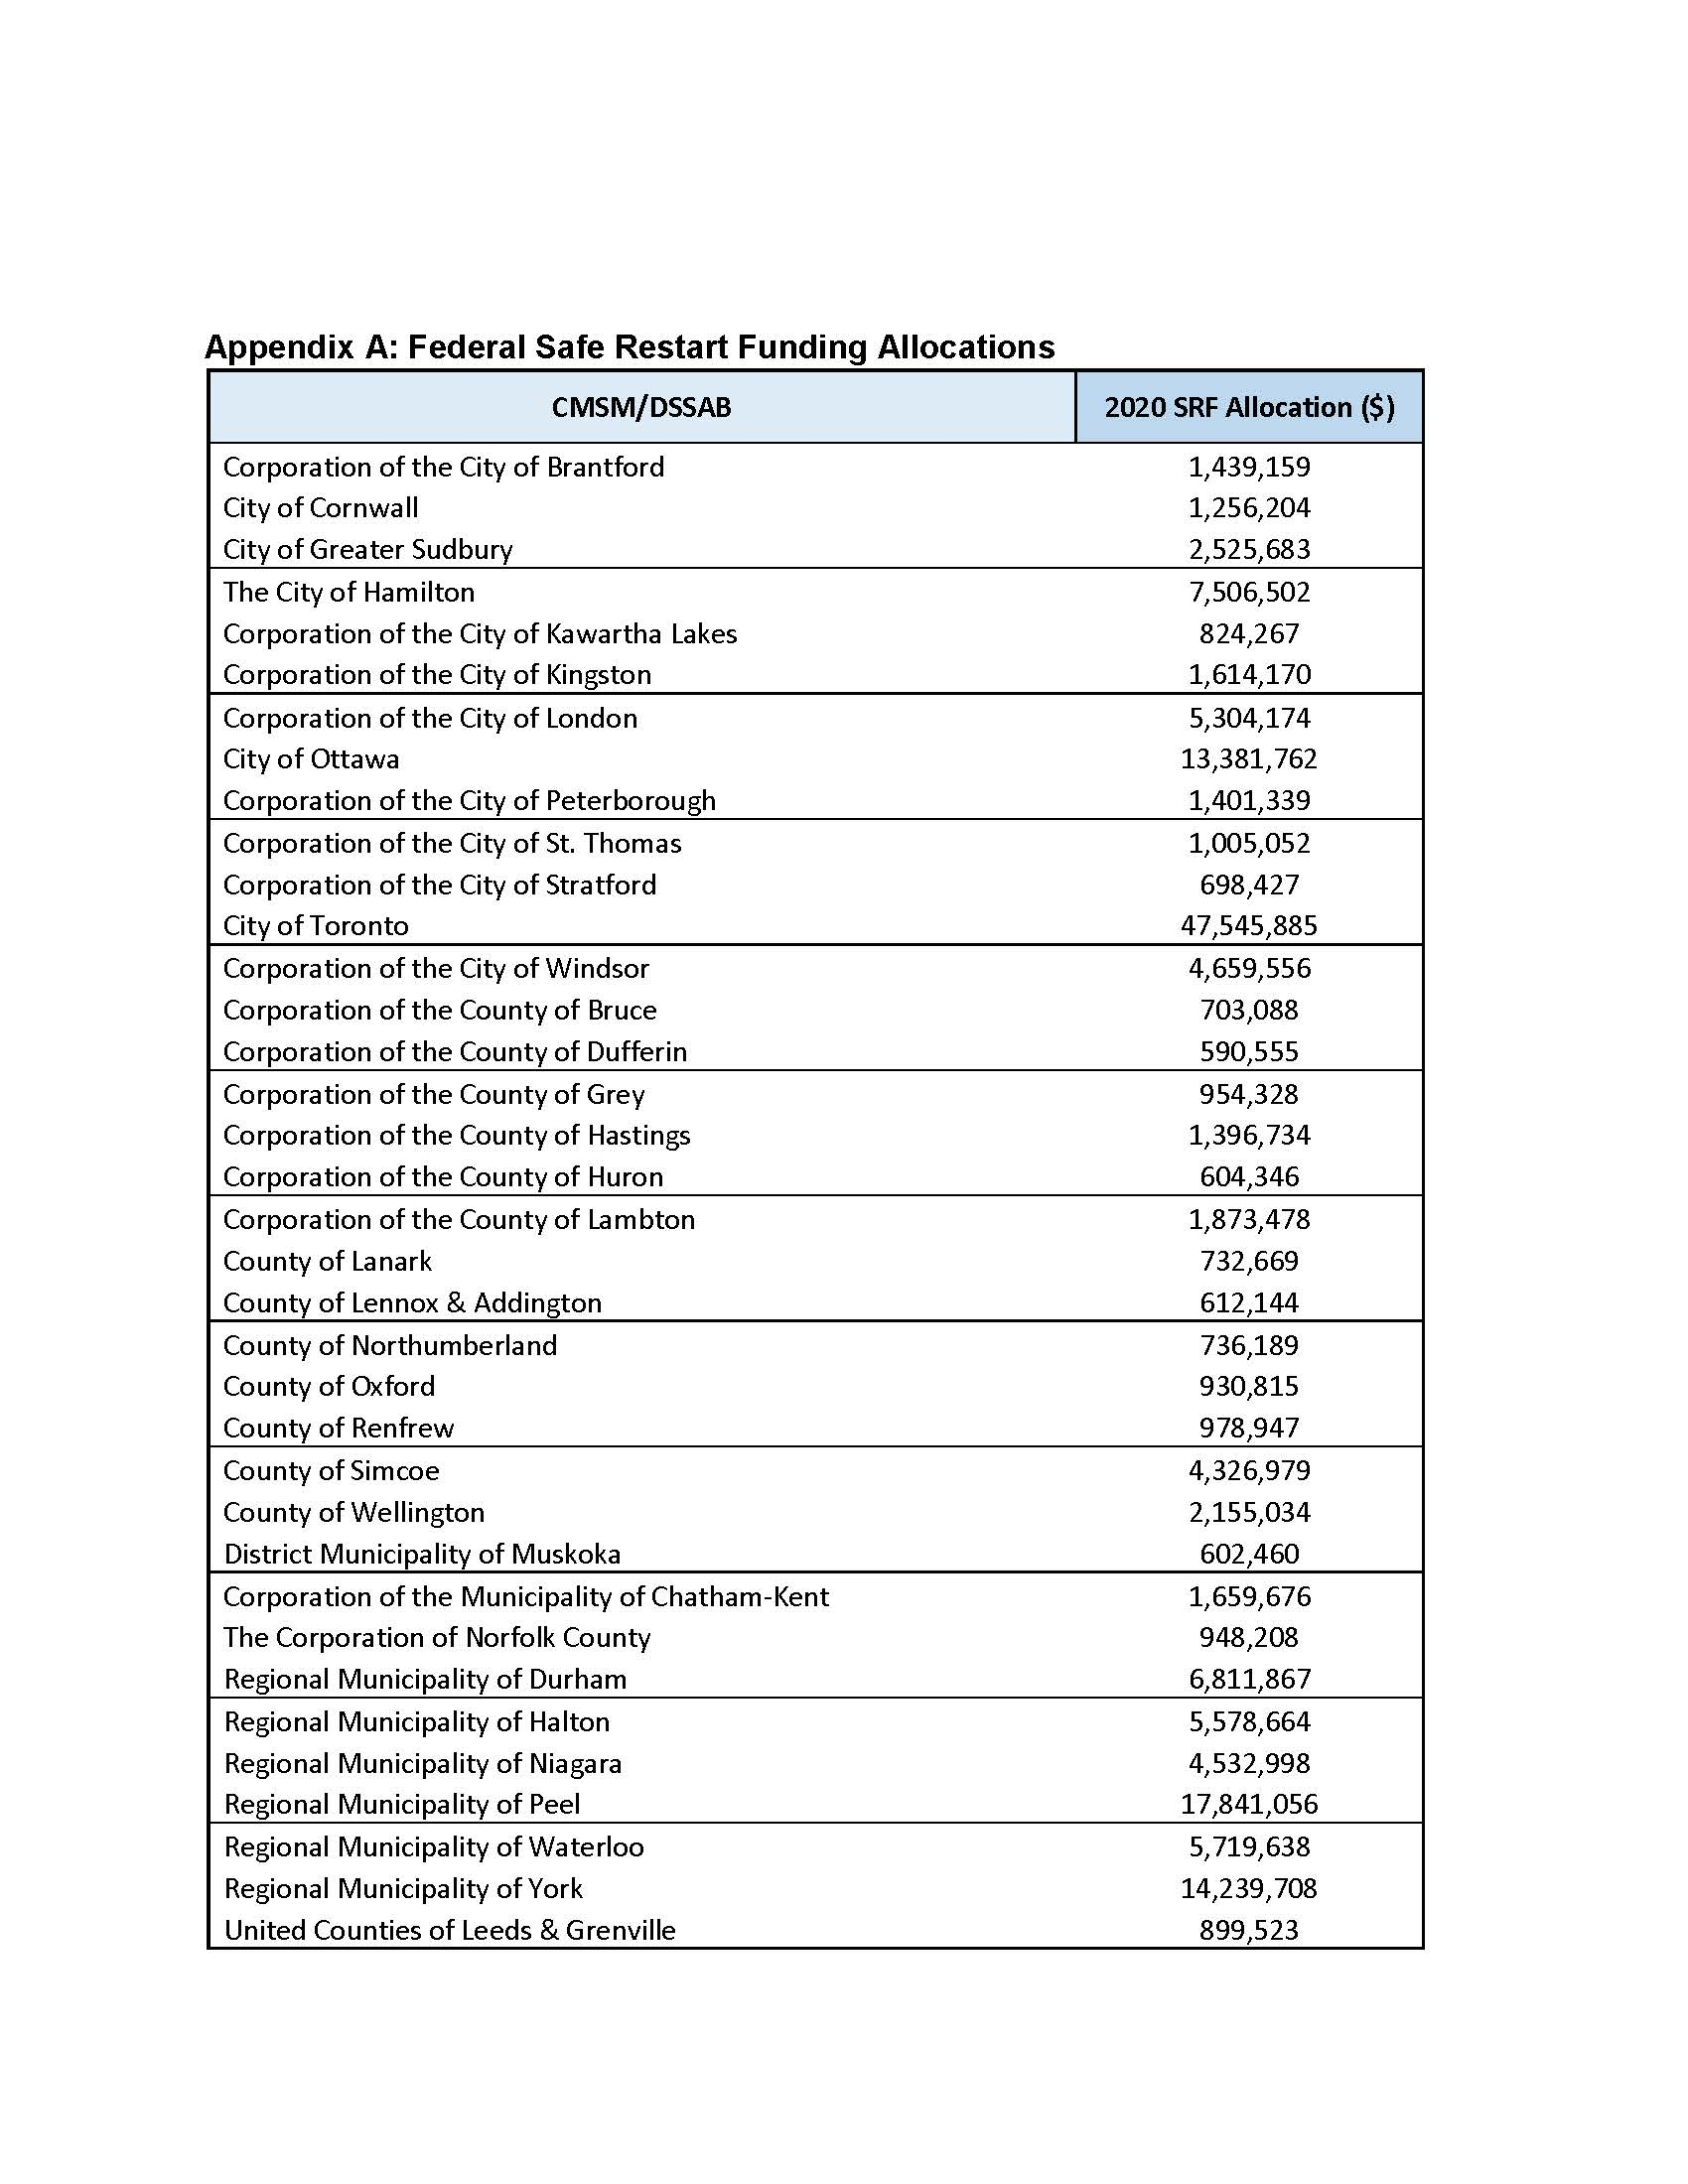 Appendix A: Federal Safe Restart Funding Allocations
CMSM/DSSAB 2020 SRF Allocation ($)
Corporation of the City of Brantford 1,439,159
City of Cornwall 1,256,204
City of Greater Sudbury 2,525,683
The City of Hamilton 7,506,502
Corporation of the City of Kawartha Lakes 824,267
Corporation of the City of Kingston 1,614,170
Corporation of the City of London 5,304,174
City of Ottawa 13,381,762
Corporation of the City of Peterborough 1,401,339
Corporation of the City of St. Thomas 1,005,052
Corporation of the City of Stratford 698,427
City of Toronto 47,545,885
Corporation of the City of Windsor 4,659,556
Corporation of the County of Bruce 703,088
Corporation of the County of Dufferin 590,555
Corporation of the County of Grey 954,328
Corporation of the County of Hastings 1,396,734
Corporation of the County of Huron 604,346
Corporation of the County of Lambton 1,873,478
County of Lanark 732,669
County of Lennox & Addington 612,144
County of Northumberland 736,189
County of Oxford 930,815
County of Renfrew 978,947
County of Simcoe 4,326,979
County of Wellington 2,155,034
District Municipality of Muskoka 602,460
Corporation of the Municipality of Chatham-Kent 1,659,676
The Corporation of Norfolk County 948,208
Regional Municipality of Durham 6,811,867
Regional Municipality of Halton 5,578,664
Regional Municipality of Niagara 4,532,998
Regional Municipality of Peel 17,841,056
Regional Municipality of Waterloo 5,719,638
Regional Municipality of York 14,239,708
United Counties of Leeds & Grenville 899,523